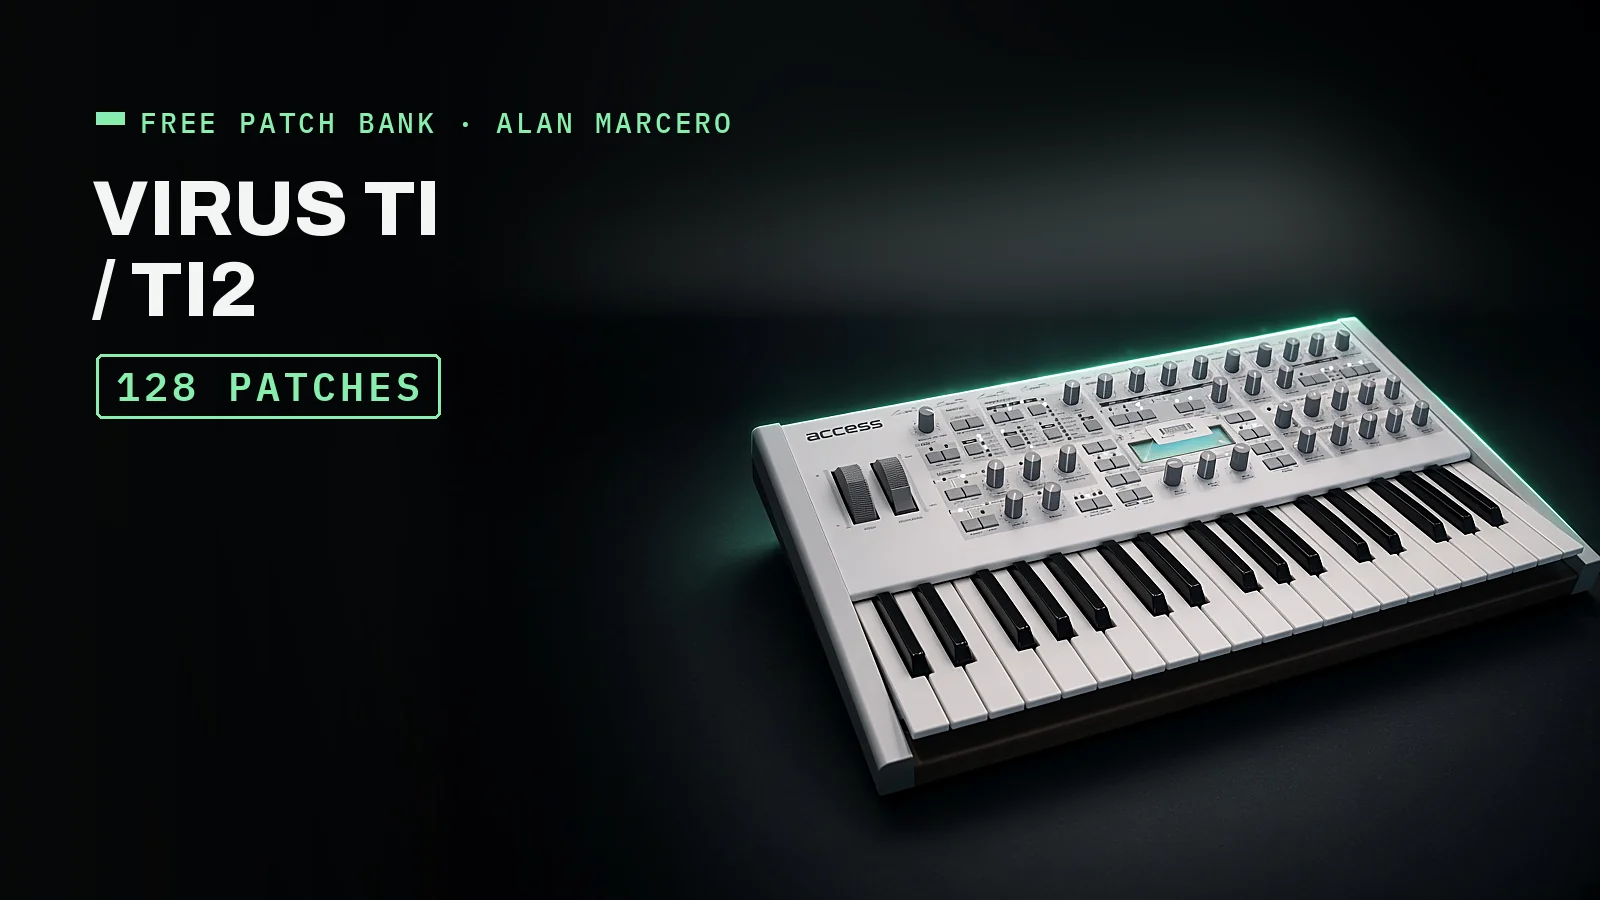 FREE PATCH BANK · ALAN MARCERO
VIRUS TI
/ TI2
128 PATCHES
access